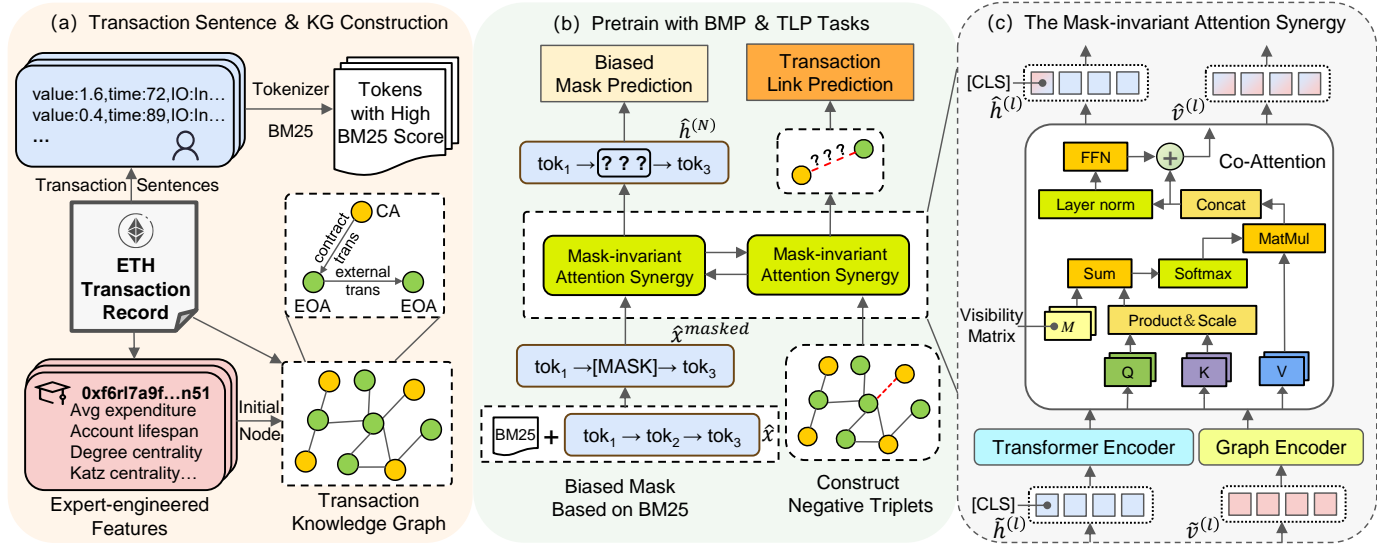 (a) Transaction Sentence & KG Construction
value:1.6,time:72,IO:In…
value:0.4,time:89,IO:In…
…
Tokenizer
BM25
Tokens
with High
BM25 Score
Transaction Sentences
ETH
Transaction
Record
CA
contract
trans
external
trans
EOA
EOA
0xf6rl7a9f…n51
Avg expenditure
Account lifespan
Degree centrality
Katz centrality…
Initial
Node
Expert-engineered
Features
Transaction
Knowledge Graph
(b) Pretrain with BMP & TLP Tasks
Biased
Mask Prediction
Transaction
Link Prediction
ĥ^(N)
tok₁ → ? ? ? → tok₃
? ? ?
Mask-invariant
Attention Synergy
Mask-invariant
Attention Synergy
x̂^masked
tok₁ →[MASK]→ tok₃
BM25 + tok₁ → tok₂ → tok₃ x̂
Biased Mask
Based on BM25
Construct
Negative Triplets
(c) The Mask-invariant Attention Synergy
[CLS]
ĥ^(l)
v̂^(l)
Co-Attention
FFN
+
Layer norm
Concat
MatMul
Sum
Softmax
Visibility
Matrix
M
Product&Scale
Q
K
V
Transformer Encoder
Graph Encoder
[CLS]
h̃^(l)
ṽ^(l)